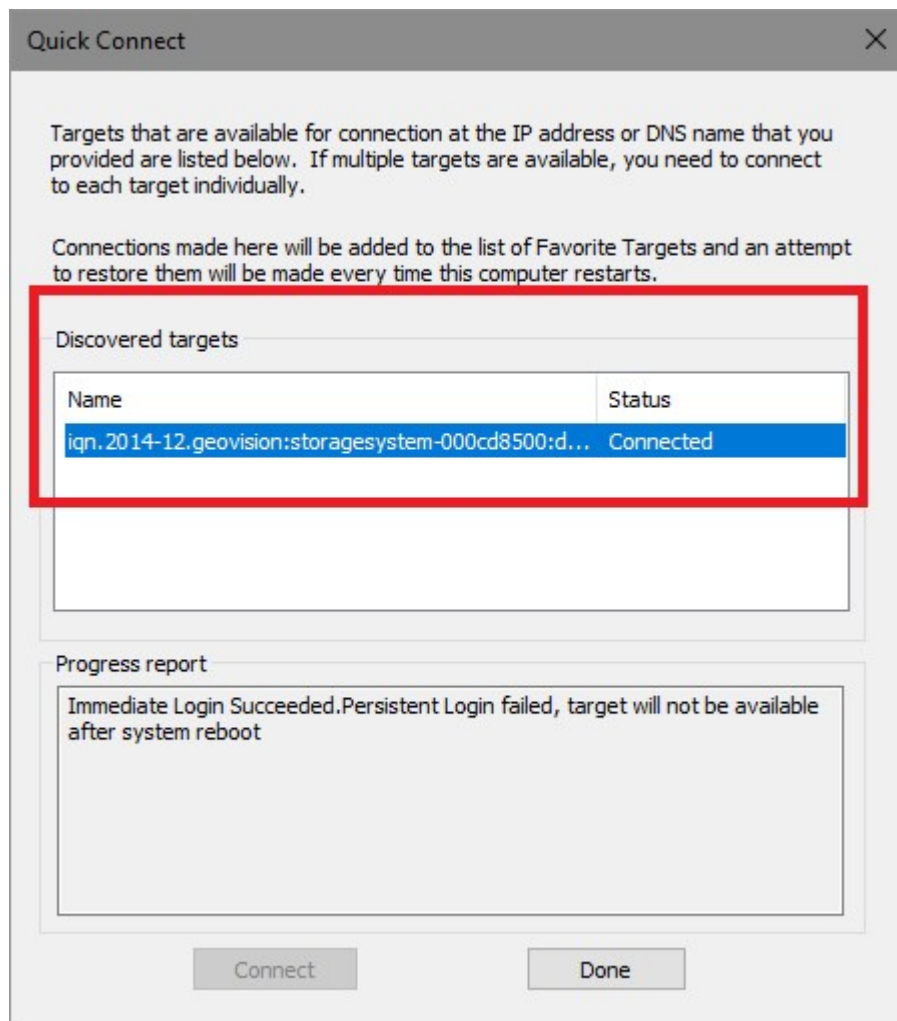 Quick Connect
Targets that are available for connection at the IP address or DNS name that you
provided are listed below. If multiple targets are available, you need to connect
to each target individually.
Connections made here will be added to the list of Favorite Targets and an attempt
to restore them will be made every time this computer restarts.
Discovered targets
Name Status
iqn.2014-12.geovision:storagesystem-000cd8500:d... Connected
Progress report
Immediate Login Succeeded.Persistent Login failed, target will not be available
after system reboot
Connect Done